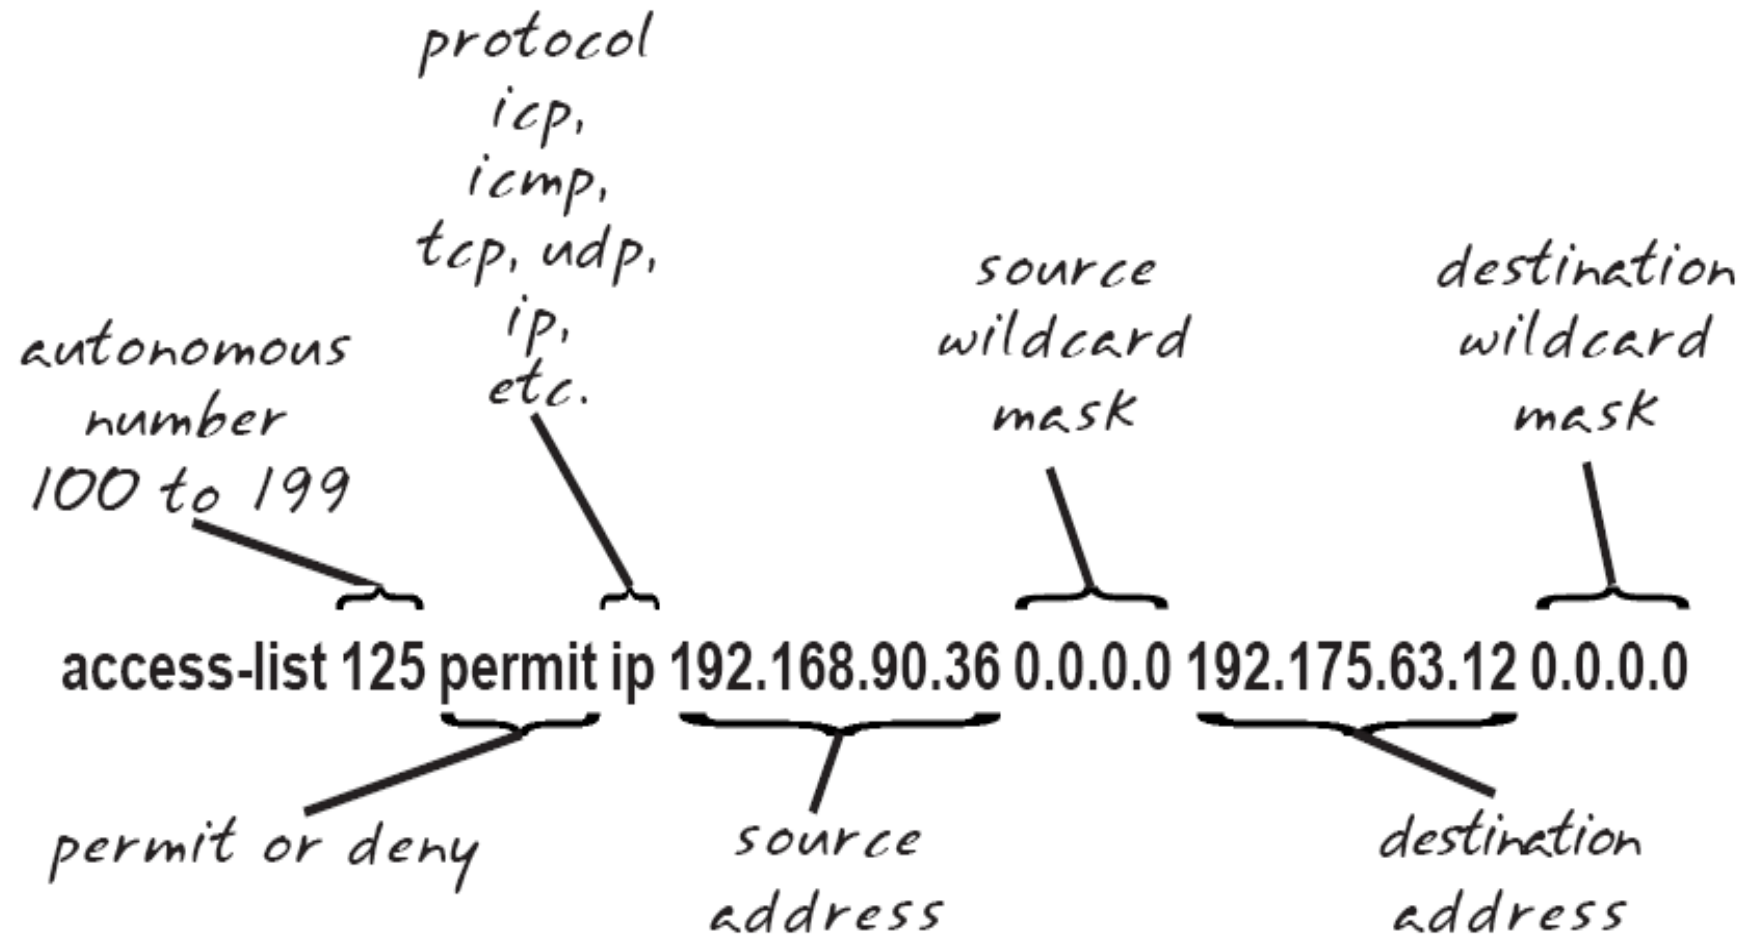 protocol
icp,
icmp,
tcp, udp,
ip,
etc.
autonomous
number
100 to 199
source
wildcard
mask
destination
wildcard
mask
access-list 125 permit ip 192.168.90.36 0.0.0.0 192.175.63.12 0.0.0.0
permit or deny
source
address
destination
address